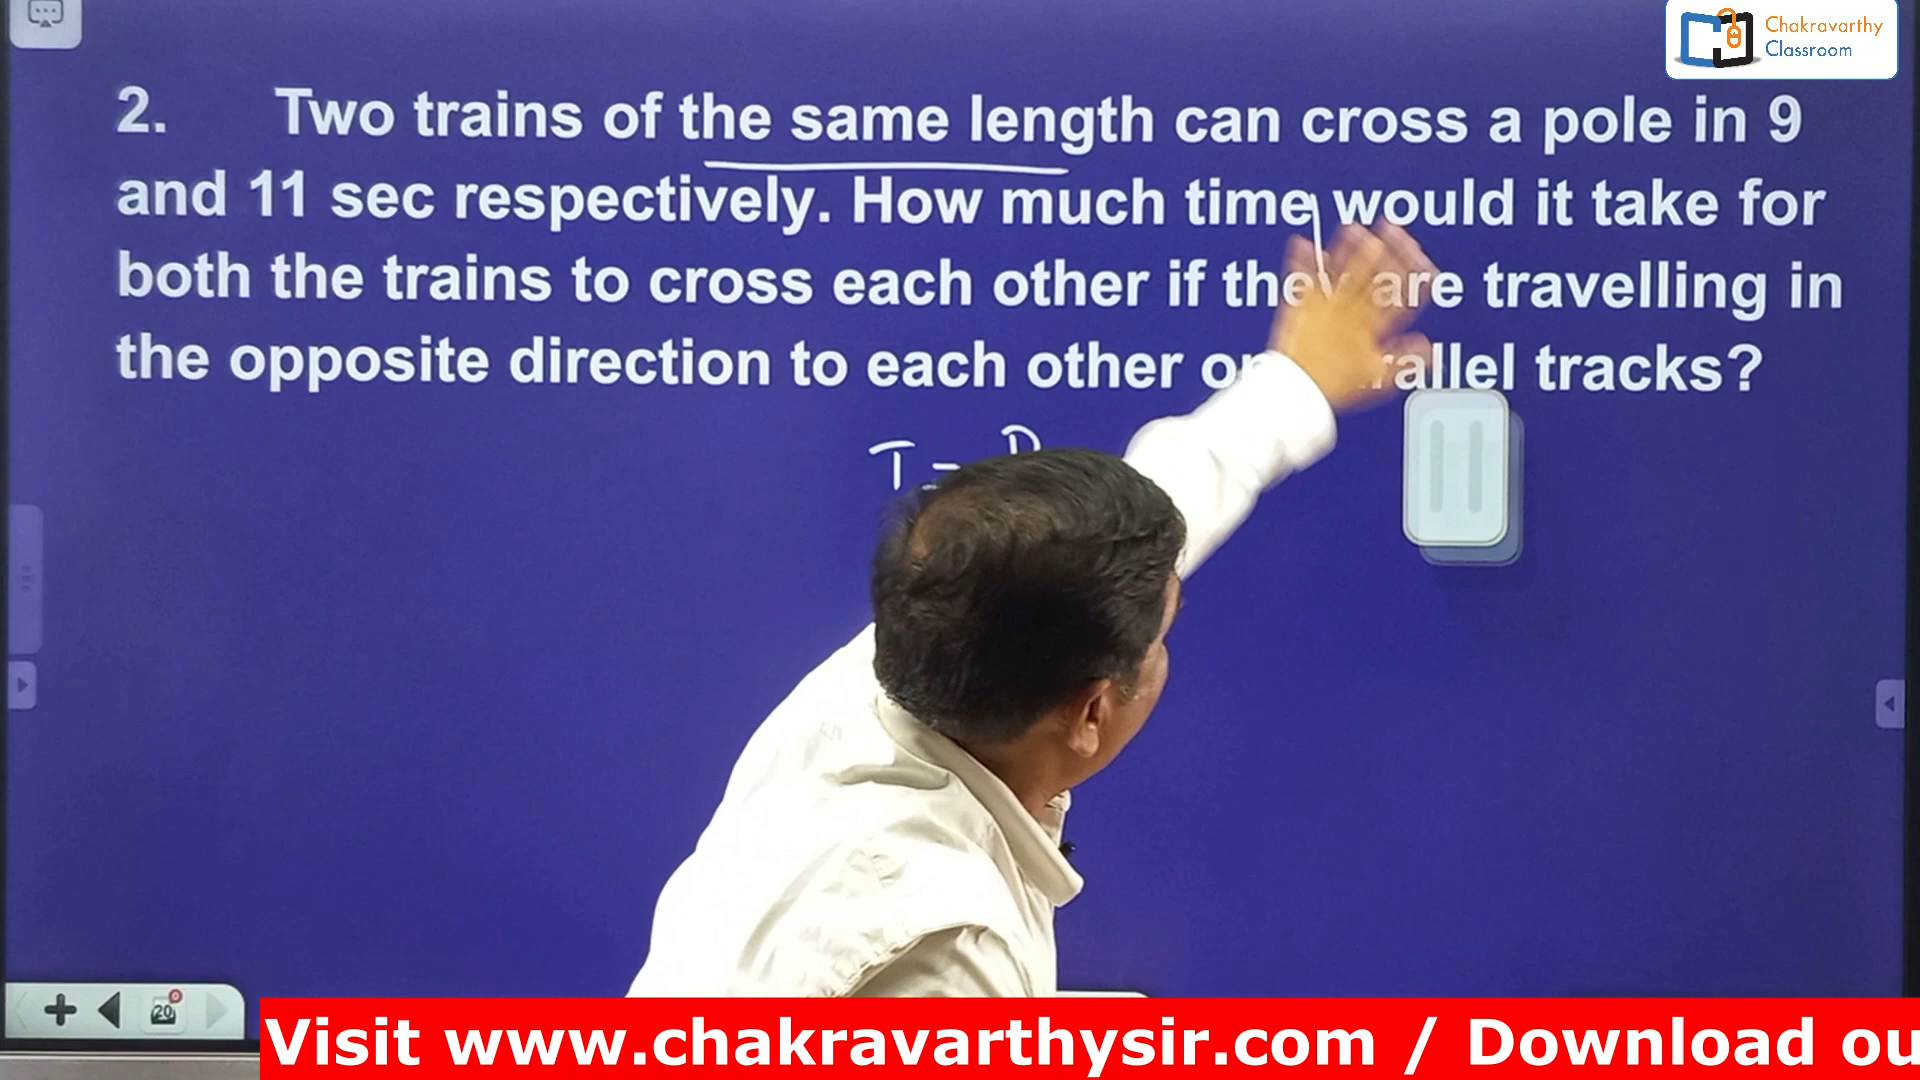 Chakravarthy
Classroom
2. Two trains of the same length can cross a pole in 9
and 11 sec respectively. How much time would it take for
both the trains to cross each other if they are travelling in
the opposite direction to each other tracks?
T = D
20
0
Visit www.chakravarthysir.com / Download ou